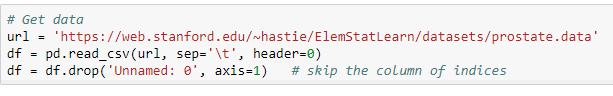 # Get data
url = 'https://web.stanford.edu/~hastie/ElemStatLearn/datasets/prostate.data'
df = pd.read_csv(url, sep='\t', header=0)
df = df.drop('Unnamed: 0', axis=1)   # skip the column of indices